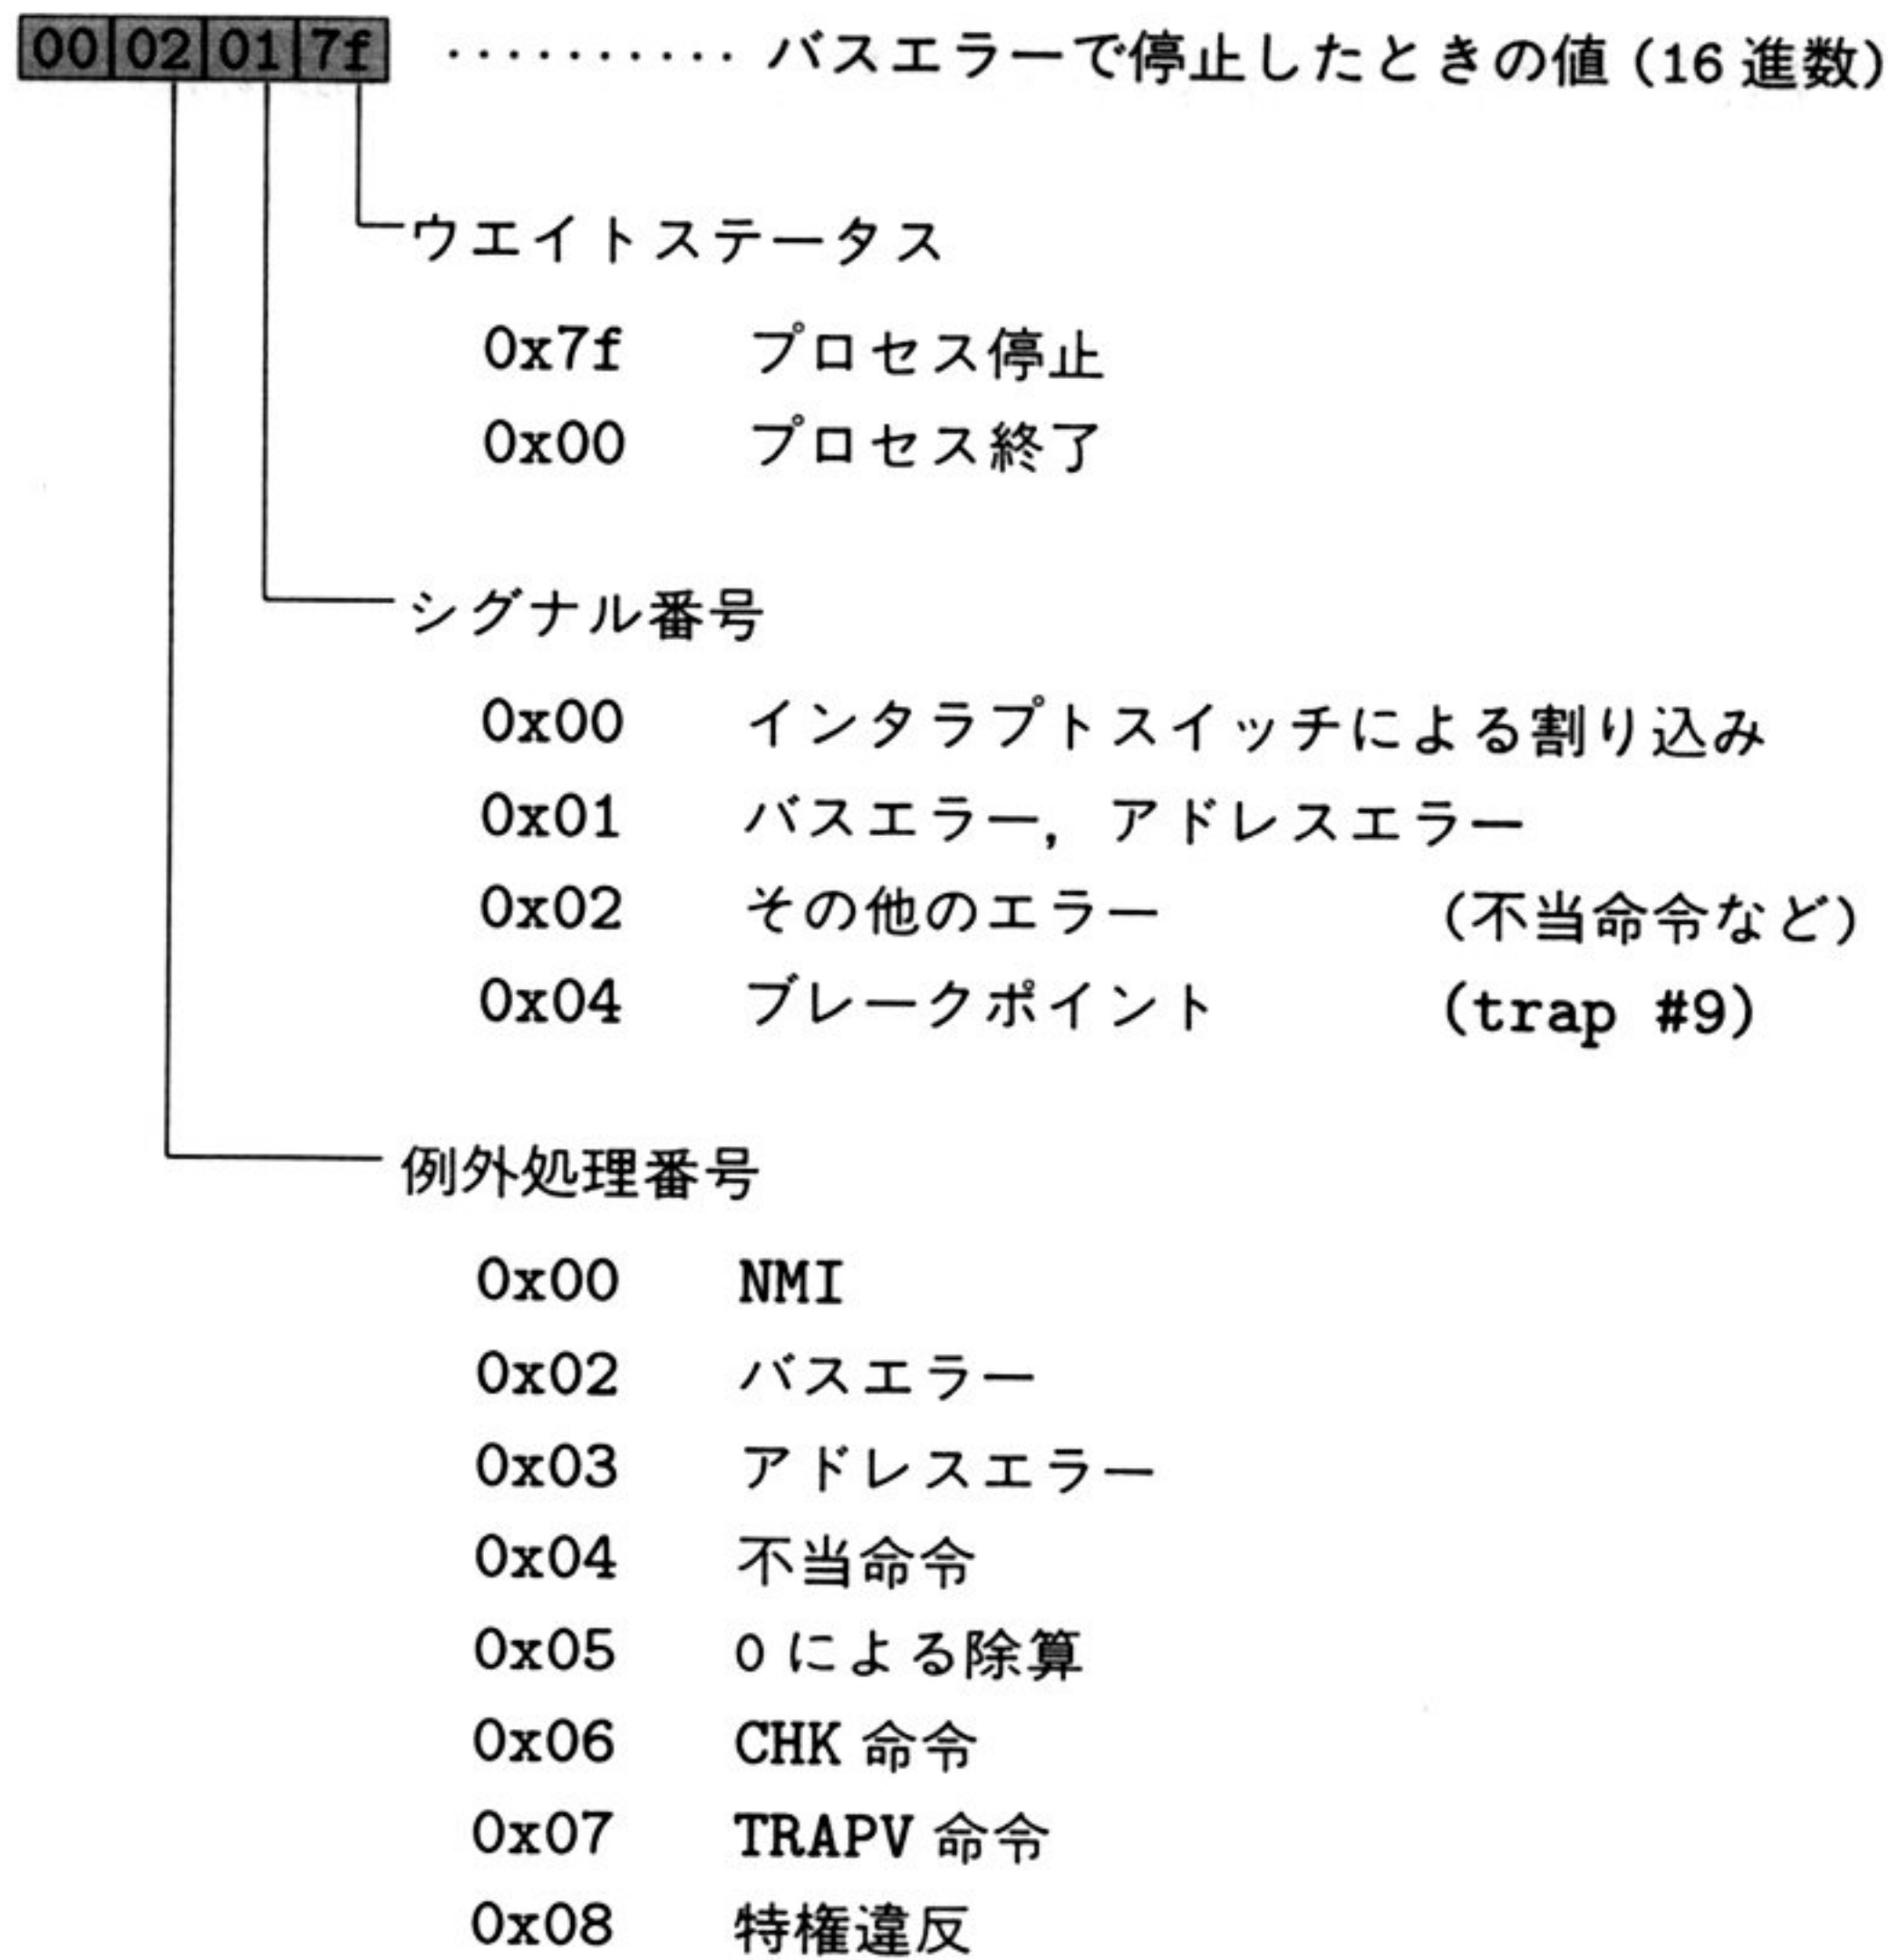 00 02 01 7f ·········· バスエラーで停止したときの値 (16 進数)
ウエイトステータス
0x7f プロセス停止
0x00 プロセス終了
シグナル番号
0x00 インタラプトスイッチによる割り込み
0x01 バスエラー, アドレスエラー
0x02 その他のエラー (不当命令など)
0x04 ブレークポイント (trap #9)
例外処理番号
0x00 NMI
0x02 バスエラー
0x03 アドレスエラー
0x04 不当命令
0x05 0 による除算
0x06 CHK 命令
0x07 TRAPV 命令
0x08 特権違反